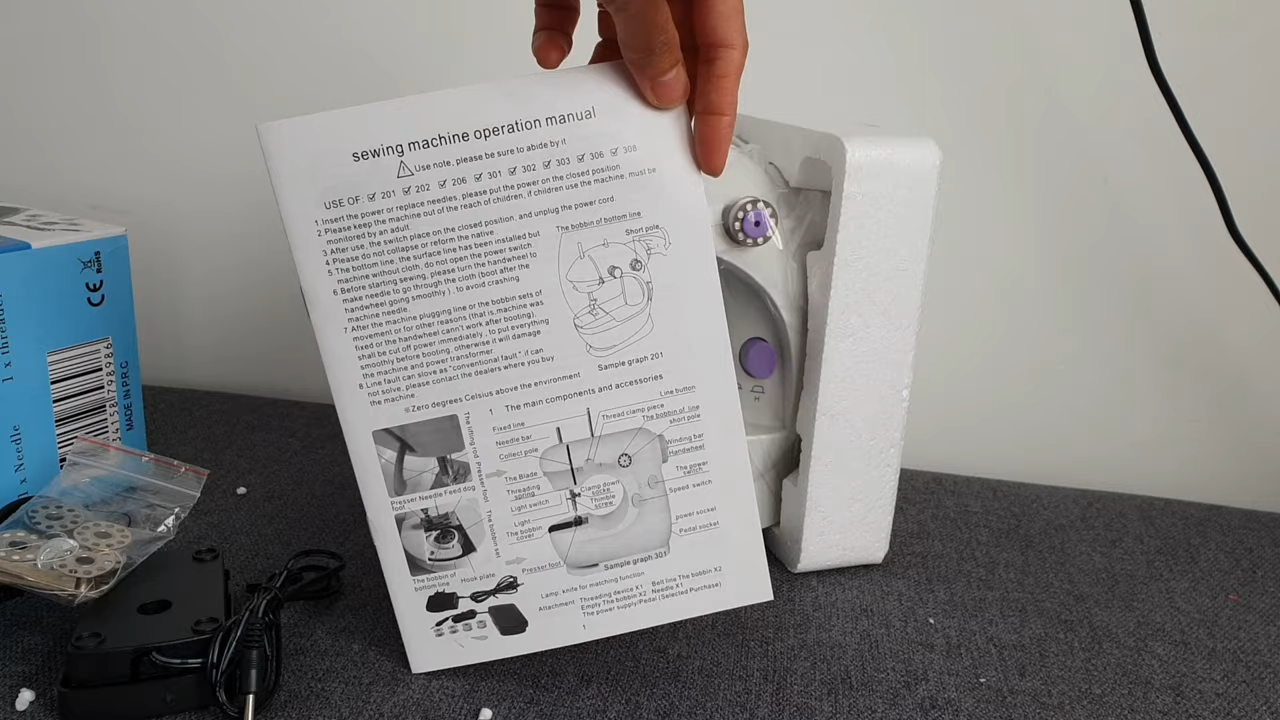 sewing machine operation manual
Use note, please be sure to abide by it
USE OF: ☑ 201 ☑ 202 ☑ 206 ☑ 301 ☑ 302 ☑ 303 ☑ 306 ☑ 308
1.Insert the power or replace needles, please put the power on the closed position.
2.Please keep the machine out of the reach of children, if children use the machine, must be
monitored by an adult.
3.After use, the switch place on the closed position, and unplug the power cord.
4.Please do not collapse or reform the native.
5.The bottom line, the surface line has been installed but
machine without cloth, do not open the power switch.
6.Before starting sewing, please turn the handwheel to
make needle to go through the cloth (boot after the
handwheel going smoothly ) , to avoid crashing
machine needle.
7. After the machine plugging line or the bobbin sets of
movement or for other reasons (that is, machine was
fixed or the handwheel cann't work after booting).
shall be cut off power immediately , to put everything
smoothly before booting, otherwise it will damage
the machine and power transformer.
8.Line fault can slove as "conventional fault", if can
not solve, please contact the dealers where you buy
the machine.
※Zero degrees Celsius above the environment
The bobbin of bottom line
Short pole
Sample graph 201
1 The main components and accessories
Line button
Thread clamp piece
The bobbin of line
short pole
Winding bar
Handwheel
The power
switch
Speed switch
power socket
Pedal socket
Fixed line
Needle bar
Collect pole
The Blade
Threading
spring
Light switch
Light
The bobbin
cover
Presser foot
Clamp down
socke
Thimble
screw
Sample graph 301
The lifting rod
Presser foot
The bobbin set
Presser Needle Feed dog
foot
The bobbin of
bottom line
Hook plate
Lamp, knife for matching function
Attachment : Threading device X1 Belt line The bobbin X2
Empty The bobbin X2 Needle X1
The power supply/Pedal (Selected Purchase)
1
H
1 x threader
1x Needle
CE
RoHS
MADE IN P.R.C